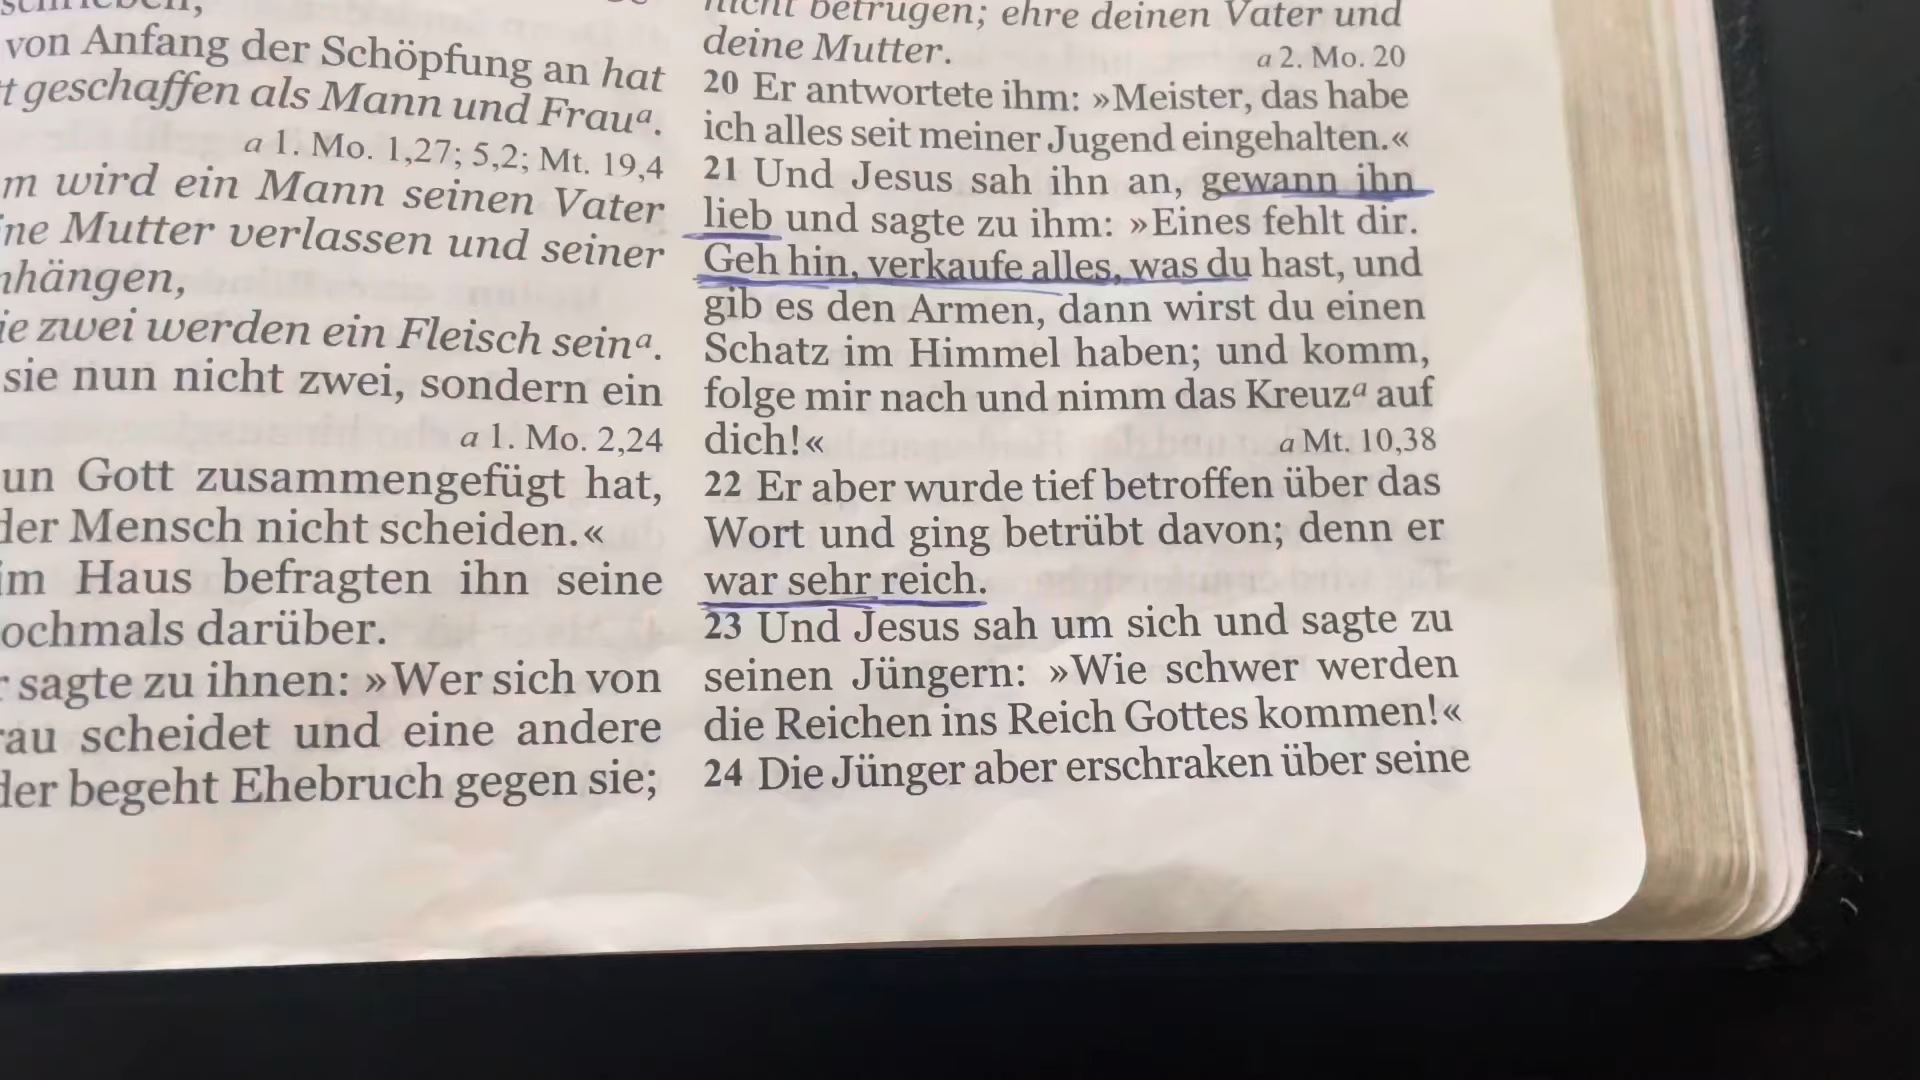 von Anfang der Schöpfung an hat
geschaffen als Mann und Frauᵃ.
a 1. Mo. 1,27; 5,2; Mt. 19,4
wird ein Mann seinen Vater
Mutter verlassen und seiner
zwei werden ein Fleisch seinᵃ.
sie nun nicht zwei, sondern ein
a 1. Mo. 2,24
Gott zusammengefügt hat,
Mensch nicht scheiden.«
Haus befragten ihn seine
darüber.
sagte zu ihnen: »Wer sich von
scheidet und eine andere
begeht Ehebruch gegen sie;
nicht betrügen; ehre deinen Vater und
deine Mutter.
a 2. Mo. 20
20 Er antwortete ihm: »Meister, das habe
ich alles seit meiner Jugend eingehalten.«
21 Und Jesus sah ihn an, gewann ihn
lieb und sagte zu ihm: »Eines fehlt dir.
Geh hin, verkaufe alles, was du hast, und
gib es den Armen, dann wirst du einen
Schatz im Himmel haben; und komm,
folge mir nach und nimm das Kreuzᵃ auf
dich!«
a Mt. 10,38
22 Er aber wurde tief betroffen über das
Wort und ging betrübt davon; denn er
war sehr reich.
23 Und Jesus sah um sich und sagte zu
seinen Jüngern: »Wie schwer werden
die Reichen ins Reich Gottes kommen!«
24 Die Jünger aber erschraken über seine